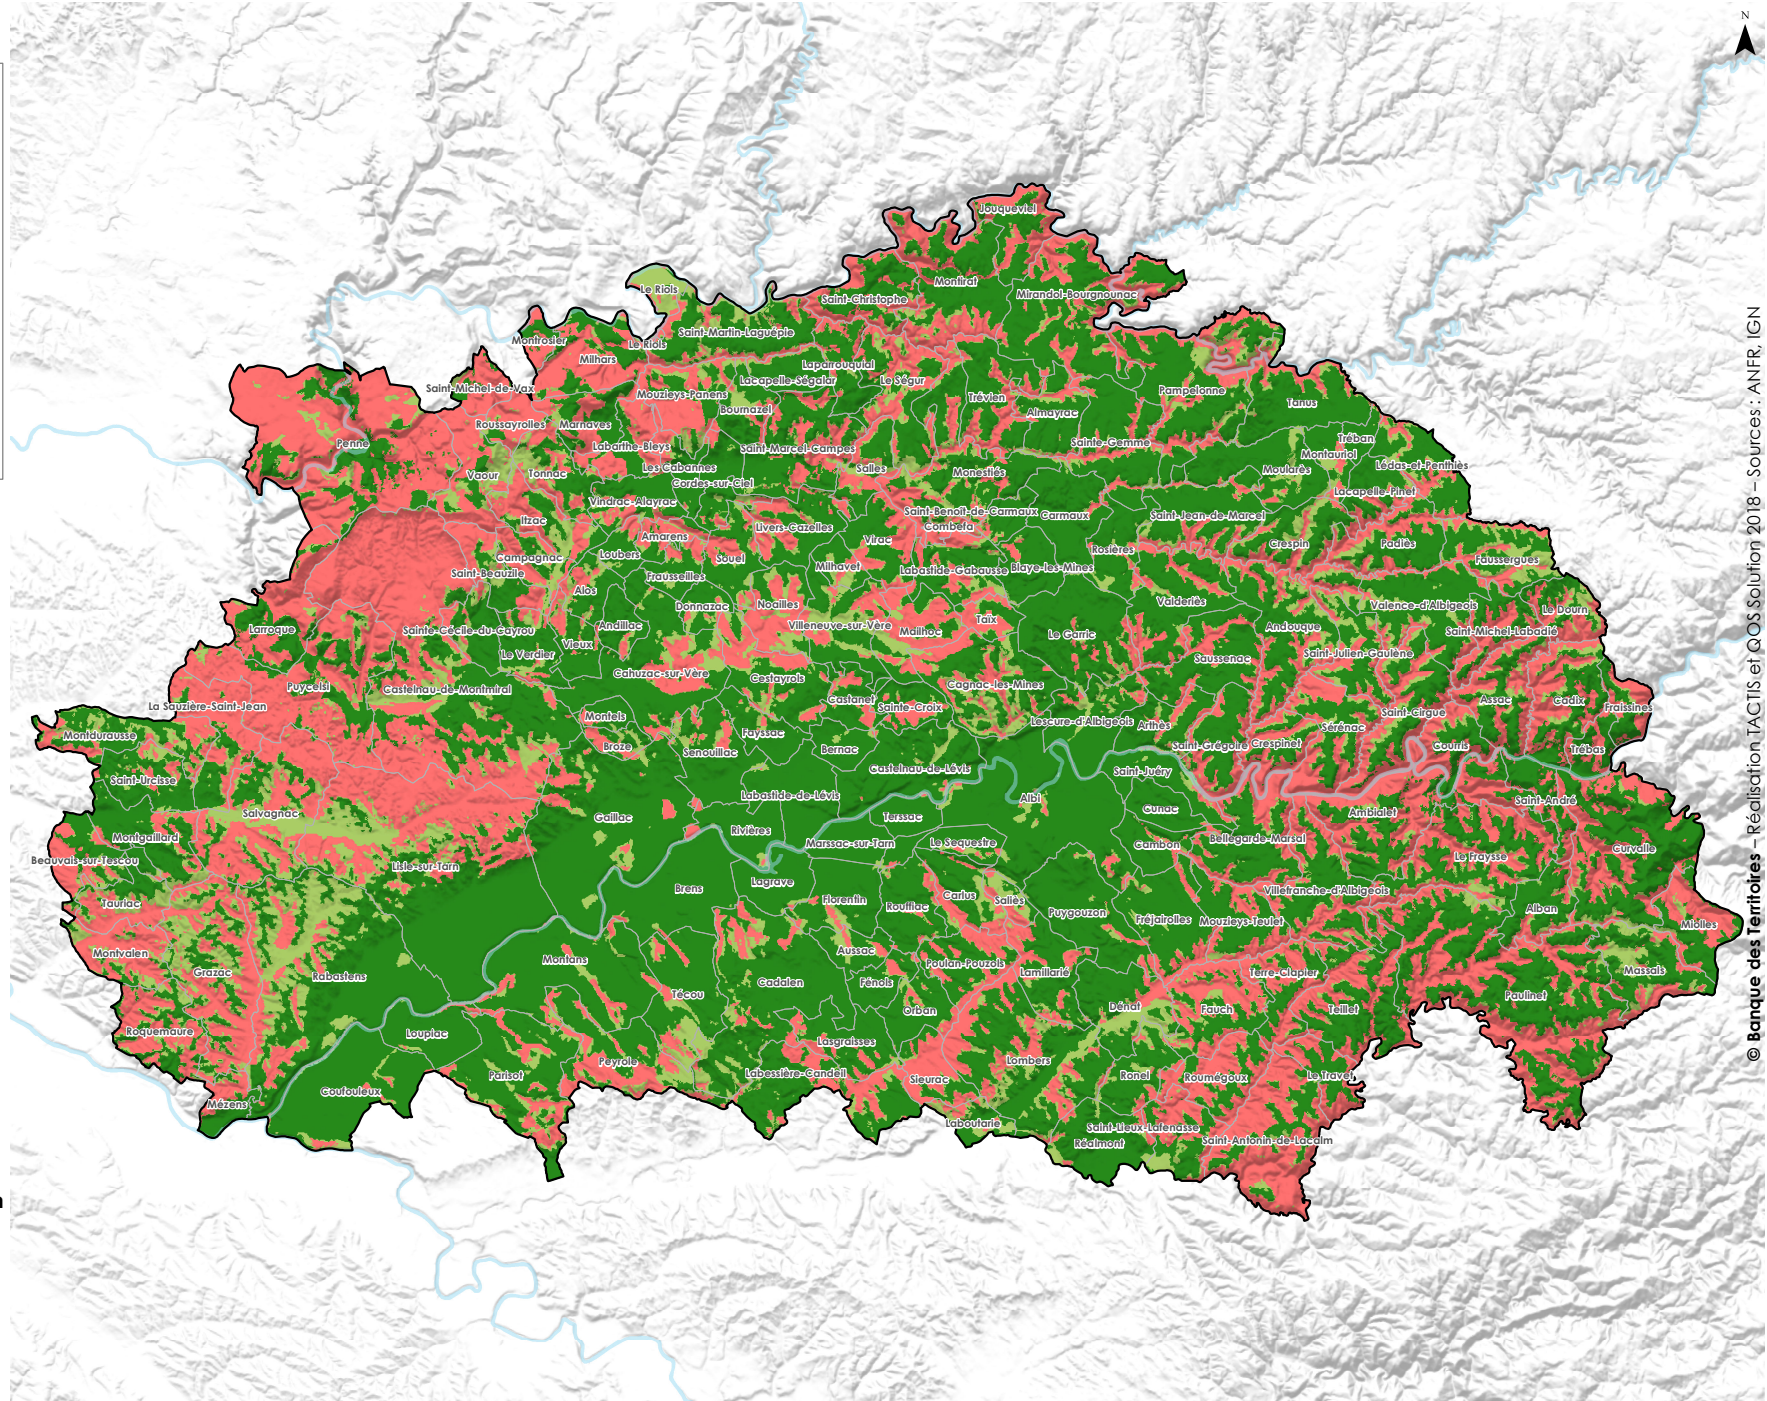 N
Jouqueviel
Montirat
Le Riols
Saint-Christophe
Mirandol-Bourgnounac
Saint-Martin-Laguépie
Montrosier
Le Riols
Milhars
Laparrouquial
Lacapelle-Ségalar
Le Ségur
Saint-Michel-de-Vax
Mouzieys-Panens
Pampelonne
Trévien
Tanus
Bournazel
Almayrac
Roussayrolles
Marnaves
Penne
Labarthe-Bleys
Saint-Marcel-Campes
Sainte-Gemme
Tréban
Montauriol
Lédas-et-Penthiès
Les Cabannes
Salles
Monestiés
Moularès
Vaour
Tonnac
Cordes-sur-Ciel
Lacapelle-Pinet
Vindrac-Alayrac
Saint-Benoît-de-Carmaux
Carmaux
Saint-Jean-de-Marcel
Itzac
Livers-Cazelles
Combefa
Amarens
Virac
Crespin
Padiès
Rosières
Campagnac
Loubers
Souel
Faussergues
Saint-Beauzile
Frausseilles
Milhavet
Labastide-Gabausse
Blaye-les-Mines
Alos
Donnazac
Noailles
Valderiès
Valence-d'Albigeois
Le Dourn
Larroque
Sainte-Cécile-du-Cayrou
Andillac
Villeneuve-sur-Vère
Mailhoc
Taïx
Le Garric
Andouque
Saint-Michel-Labadié
Le Verdier
Vieux
Saussenac
Saint-Julien-Gaulène
Cahuzac-sur-Vère
Cestayrols
Puycelsi
Castelnau-de-Montmiral
Cagnac-les-Mines
La Sauzière-Saint-Jean
Castanet
Sainte-Croix
Assac
Cadix
Fraissines
Montels
Saint-Cirgue
Montdurausse
Fayssac
Lescure-d'Albigeois
Arthès
Sérénac
Broze
Senouillac
Bernac
Saint-Grégoire
Crespinet
Courris
Trébas
Saint-Urcisse
Castelnau-de-Lévis
Saint-Juéry
Labastide-de-Lévis
Albi
Saint-André
Salvagnac
Gaillac
Terssac
Cunac
Ambialet
Montgaillard
Rivières
Marssac-sur-Tarn
Le Sequestre
Cambon
Bellegarde-Marsal
Curvalle
Beauvais-sur-Tescou
Lisle-sur-Tarn
Le Fraysse
Brens
Lagrave
Villefranche-d'Albigeois
Tauriac
Florentin
Rouffiac
Carlus
Saliès
Puygouzon
Fréjairolles
Mouzieys-Teulet
Alban
Miolles
Montvalen
Aussac
Montans
Poulan-Pouzols
Lamillarié
Terre-Clapier
Massals
Grazac
Rabastens
Cadalen
Fénols
Técou
Dénat
Fauch
Teillet
Paulinet
Orban
Roquemaure
Loupiac
Lasgraisses
Peyrole
Lombers
Parisot
Labessière-Candeil
Sieurac
Ronel
Roumégoux
Le Travet
Coufouleux
Mézens
Laboutarie
Saint-Lieux-Lafenasse
Réalmont
Saint-Antonin-de-Lacalm
© Banque des Territoires – Réalisation TACTIS et QOS Solution 2018 – Sources : ANFR, IGN